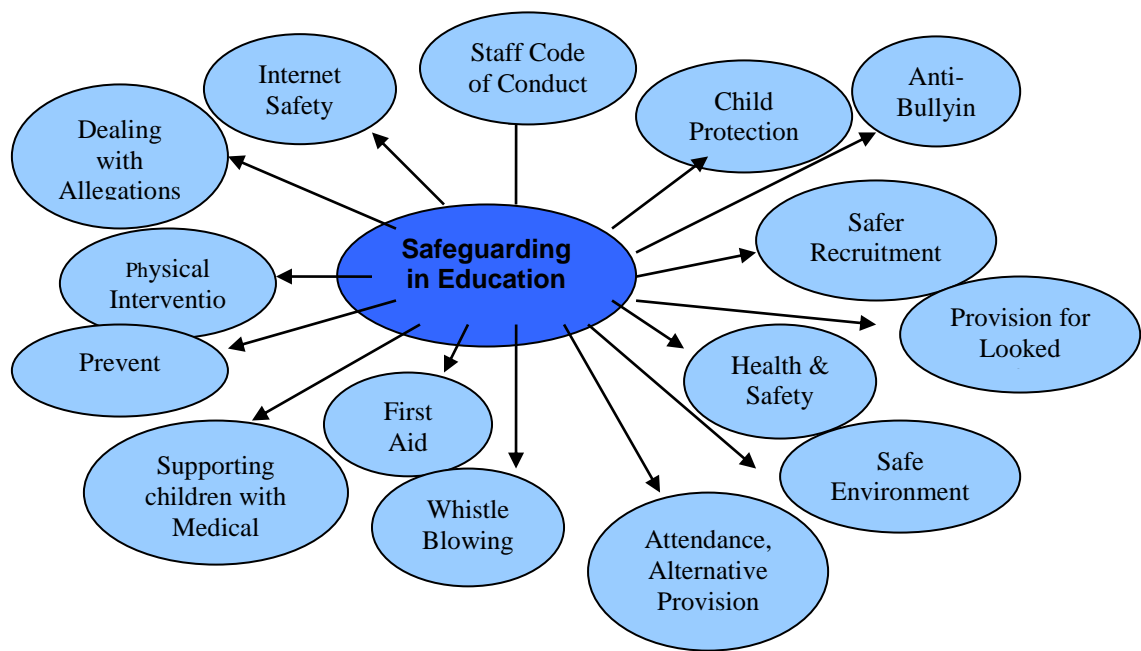 Staff Code
of Conduct
Internet
Safety
Anti-
Bullyin
Child
Protection
Dealing
with
Allegations
Safeguarding
in Education
Safer
Recruitment
Physical
Interventio
Provision for
Looked
Prevent
Health &
Safety
First
Aid
Supporting
children with
Medical
Safe
Environment
Whistle
Blowing
Attendance,
Alternative
Provision